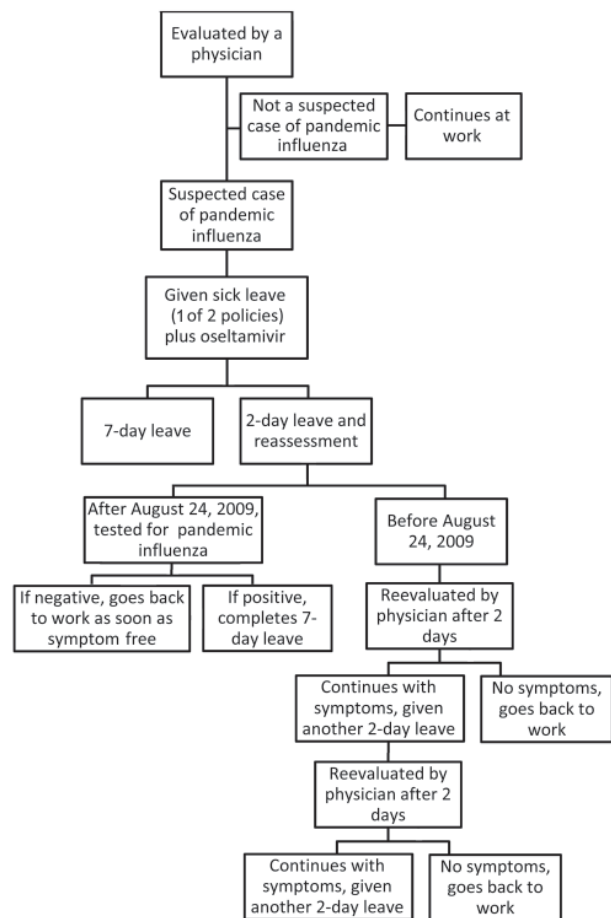 Evaluated by a
physician
Not a suspected
case of pandemic
influenza
Continues at
work
Suspected case
of pandemic
influenza
Given sick leave
(1 of 2 policies)
plus oseltamivir
7-day leave
2-day leave and
reassessment
After August 24, 2009,
tested for pandemic
influenza
Before August
24, 2009
If negative, goes back
to work as soon as
symptom free
If positive,
completes 7-
day leave
Reevaluated by
physician after 2
days
Continues with
symptoms, given
another 2-day leave
No symptoms,
goes back to
work
Reevaluated by
physician after 2
days
Continues with
symptoms, given
another 2-day leave
No symptoms,
goes back to
work